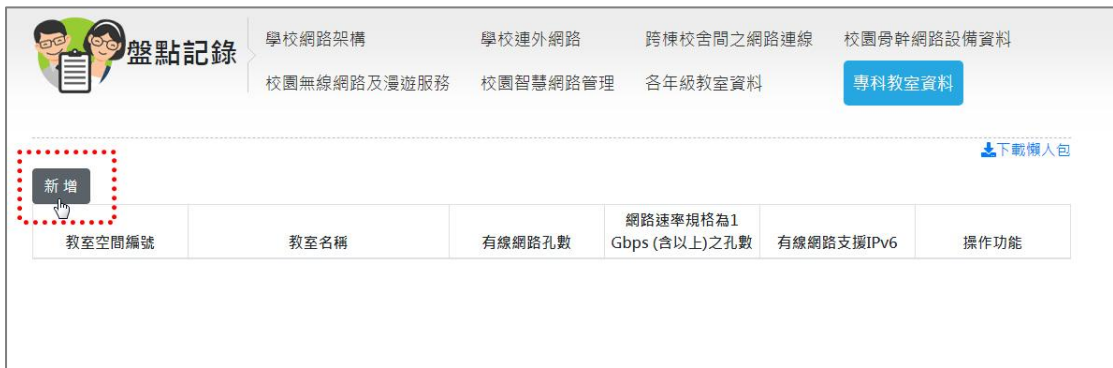 盤點記錄
學校網路架構 學校連外網路 跨棟校舍間之網路連線 校園骨幹網路設備資料
校園無線網路及漫遊服務 校園智慧網路管理 各年級教室資料 專科教室資料
下載懶人包
新增
教室空間編號 教室名稱 有線網路孔數 網路速率規格為1
Gbps (含以上)之孔數 有線網路支援IPv6 操作功能